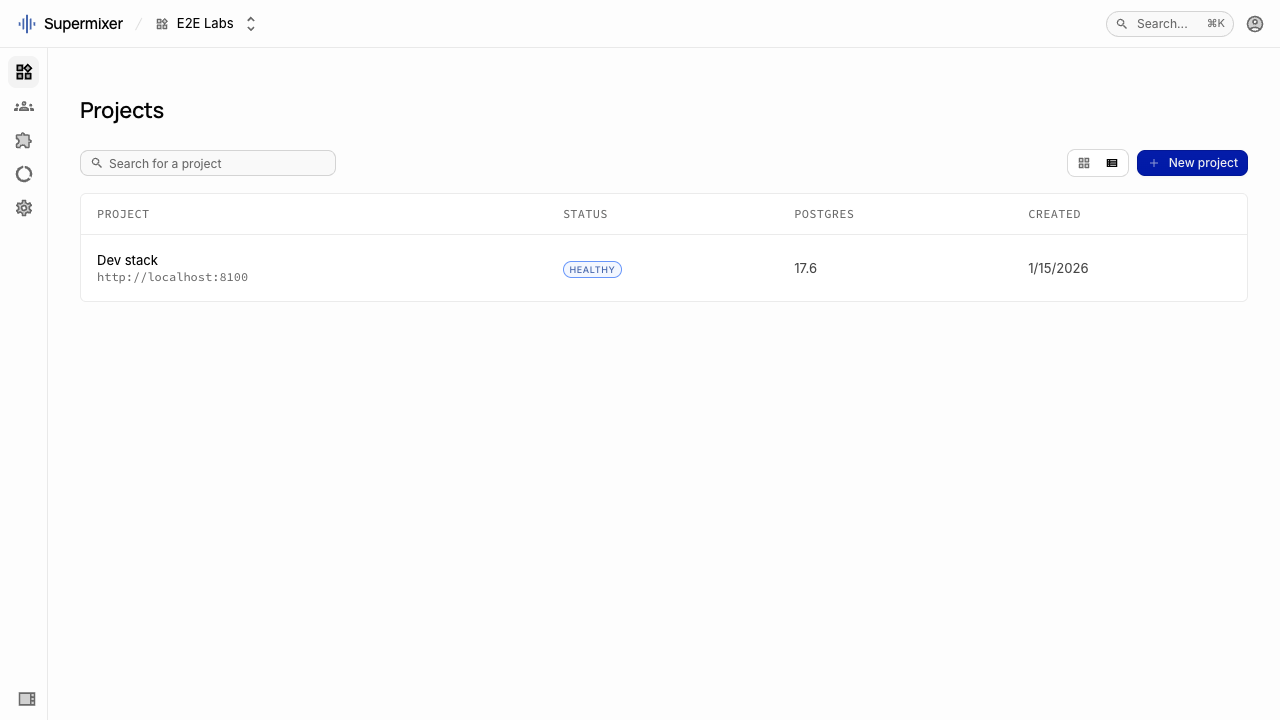 Supermixer / E2E Labs
Search... ⌘K
Projects
Search for a project
New project
PROJECT STATUS POSTGRES CREATED
Dev stack
http://localhost:8100
HEALTHY 17.6 1/15/2026